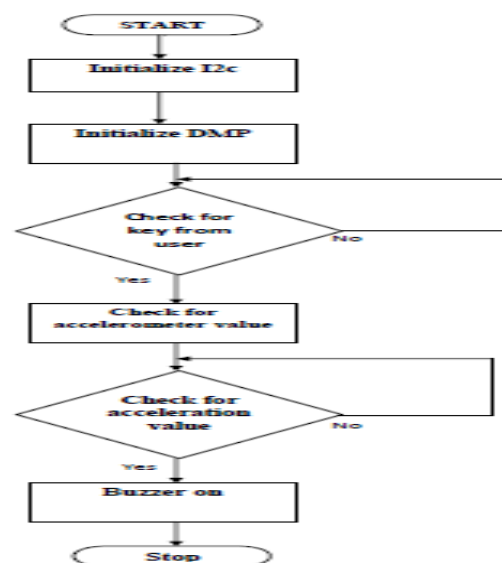 START
Initialize I2c
Initialize DMP
Check for
key from
user
No
Yes
Check for
accelerometer value
Check for
acceleration
value
No
Yes
Buzzer on
Stop